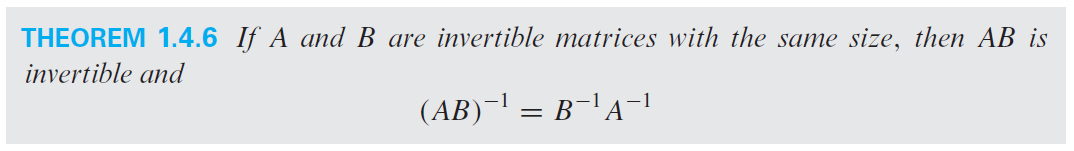 THEOREM 1.4.6 If A and B are invertible matrices with the same size, then AB is
invertible and
(AB)⁻¹ = B⁻¹A⁻¹